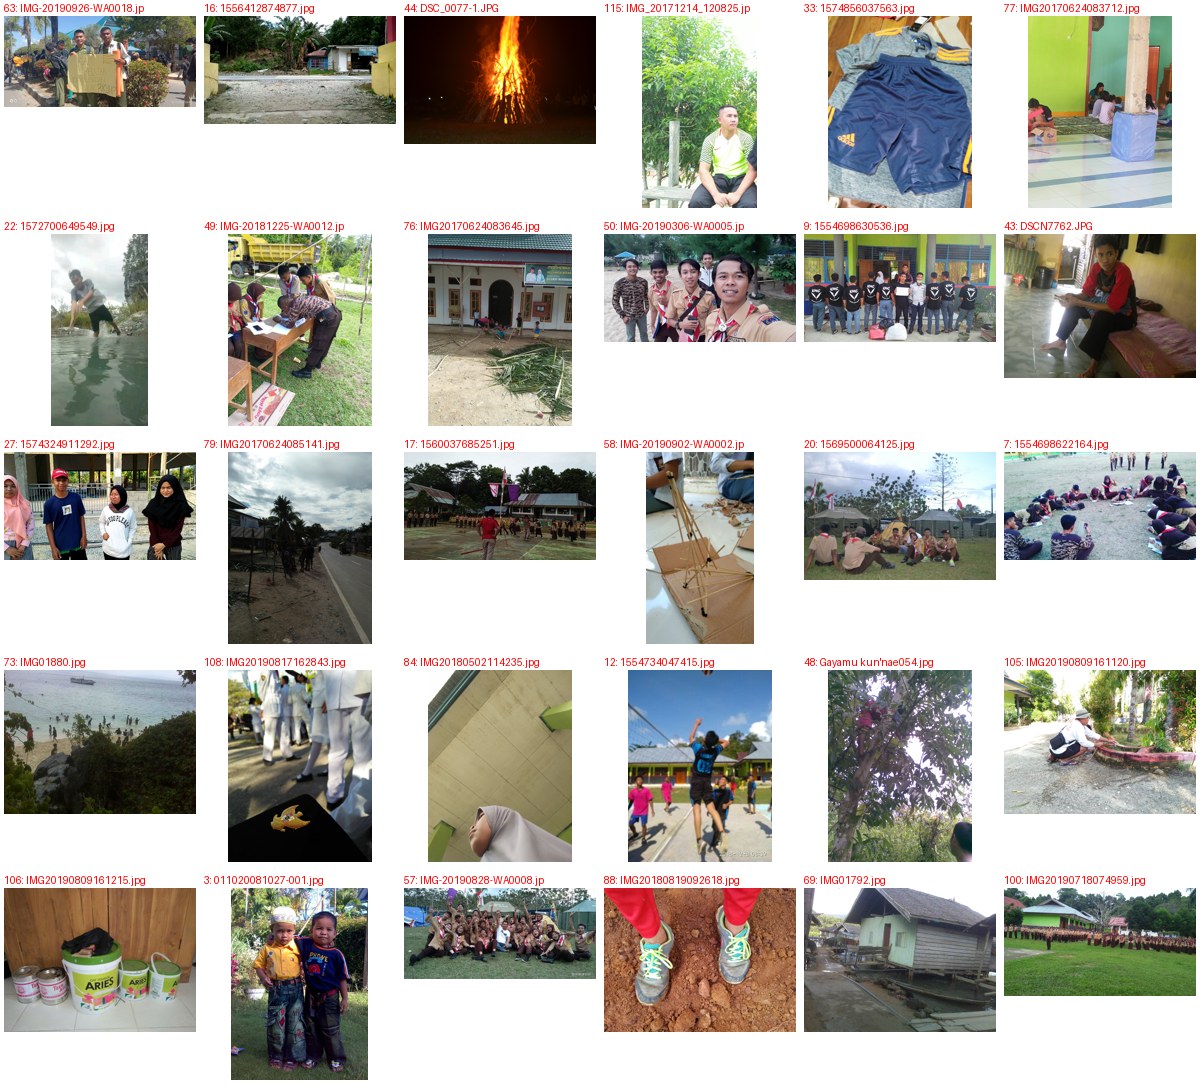 63: IMG-20190926-WA0018.jp
16: 1556412874877.jpg
44: DSC_0077-1.JPG
115: IMG_20171214_120825.jp
33: 1574856037563.jpg
77: IMG20170624083712.jpg
22: 1572700649549.jpg
49: IMG-20181225-WA0012.jp
76: IMG20170624083645.jpg
50: IMG-20190306-WA0005.jp
9: 1554698630536.jpg
43: DSCN7762.JPG
27: 1574324911292.jpg
79: IMG20170624085141.jpg
17: 1560037685251.jpg
58: IMG-20190902-WA0002.jp
20: 1569500064125.jpg
7: 1554698622164.jpg
73: IMG01880.jpg
108: IMG20190817162843.jpg
84: IMG20180502114235.jpg
12: 1554734047415.jpg
48: Gayamu kun'nae054.jpg
105: IMG20190809161120.jpg
106: IMG20190809161215.jpg
3: 011020081027-001.jpg
57: IMG-20190828-WA0008.jp
88: IMG20180819092618.jpg
69: IMG01792.jpg
100: IMG20190718074959.jpg
adidas
ARIES
ARIES